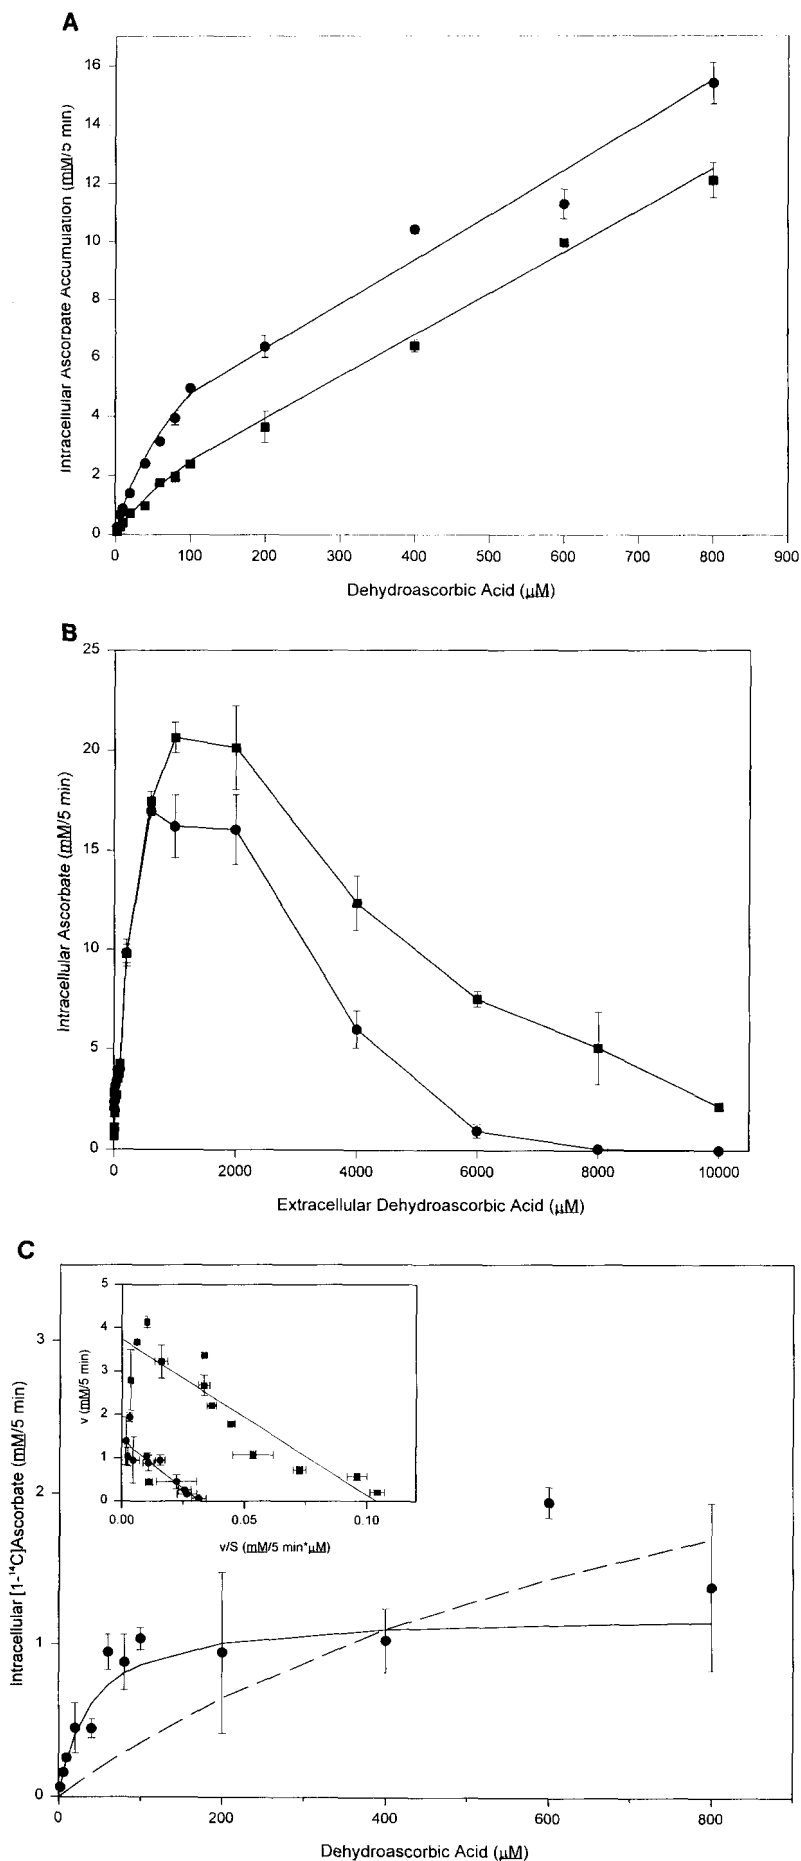 A
Intracellular Ascorbate Accumulation (mM/5 min)
16
14
12
10
8
6
4
2
0
0 100 200 300 400 500 600 700 800 900
Dehydroascorbic Acid (µM)
B
Intracellular Ascorbate (mM/5 min)
25
20
15
10
5
0
0 2000 4000 6000 8000 10000
Extracellular Dehydroascorbic Acid (µM)
C
Intracellular [1-¹⁴C]Ascorbate (mM/5 min)
3
2
1
0
0 200 400 600 800
Dehydroascorbic Acid (µM)
v (mM/5 min)
5
4
3
2
1
0
0.00 0.05 0.10
v/S (mM/5 min*µM)